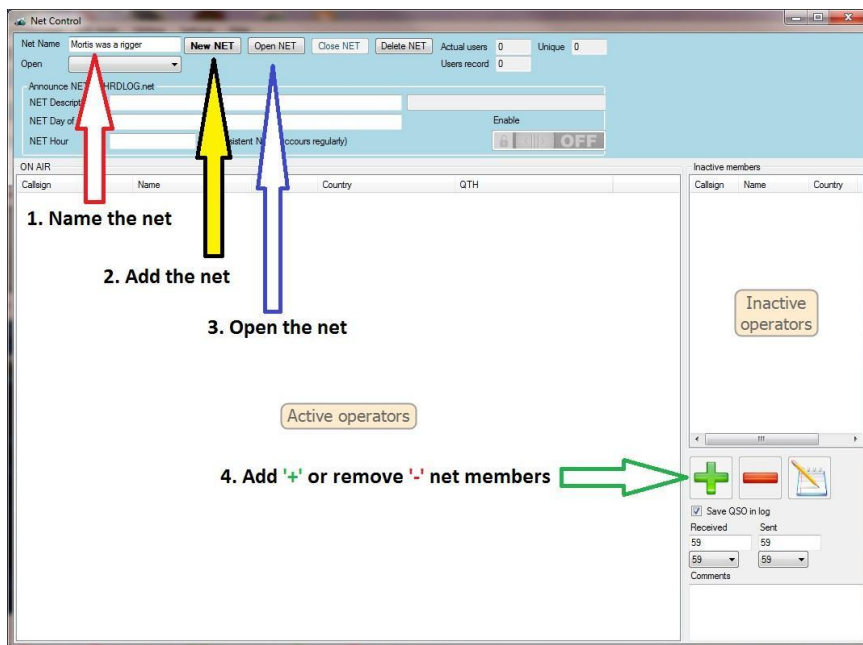 Net Control
Net Name Mortis was a rigger New NET Open NET Close NET Delete NET Actual users 0 Unique 0
Open Users record 0
Announce NET HRDLOG.net
NET Descript
NET Day of Enable
NET Hour istent N occours regularly) OFF
ON AIR Inactive members
Callsign Name Country QTH Callsign Name Country
1. Name the net
2. Add the net
3. Open the net
Inactive
operators
Active operators
4. Add '+' or remove '-' net members
Save QSO in log
Received Sent
59 59
59 59
Comments